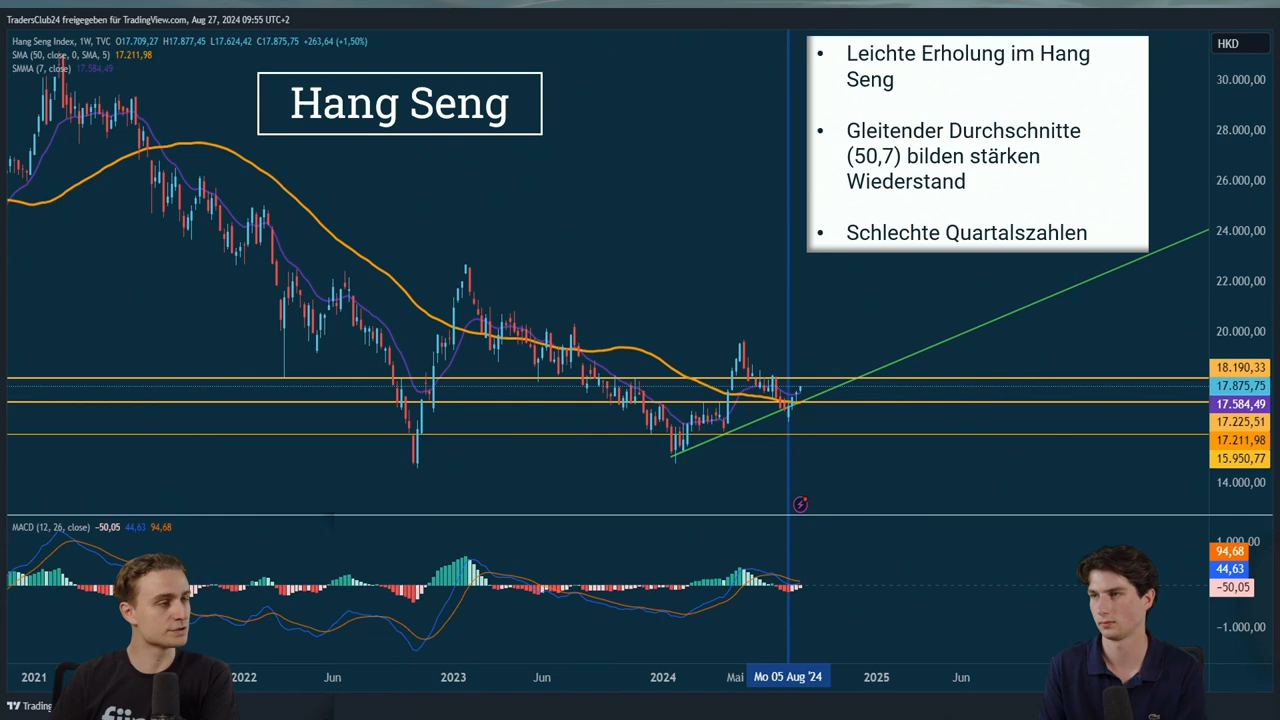 TradersClub24 freigegeben für TradingView.com, Aug 27, 2024 09:55 UTC+2
Hang Seng Index, 1W, TVC O17.709,27 H17.877,45 L17.624,42 C17.875,75 +263,64 (+1,50%)
SMA (50, close, 0, SMA, 5) 17.211,98
SMMA (7, close) 17.584,49
Hang Seng
• Leichte Erholung im Hang
Seng
• Gleitender Durchschnitte
(50,7) bilden stärken
Wiederstand
• Schlechte Quartalszahlen
HKD
30.000,00
28.000,00
26.000,00
24.000,00
22.000,00
20.000,00
18.190,33
17.875,75
17.584,49
17.225,51
17.211,98
15.950,77
14.000,00
MACD (12, 26, close) −50,05 44,63 94,68
1.000,00
94,68
44,63
−50,05
−1.000,00
2021
2022
Jun
2023
Jun
2024
Mai
Mo 05 Aug '24
2025
Jun
Trading